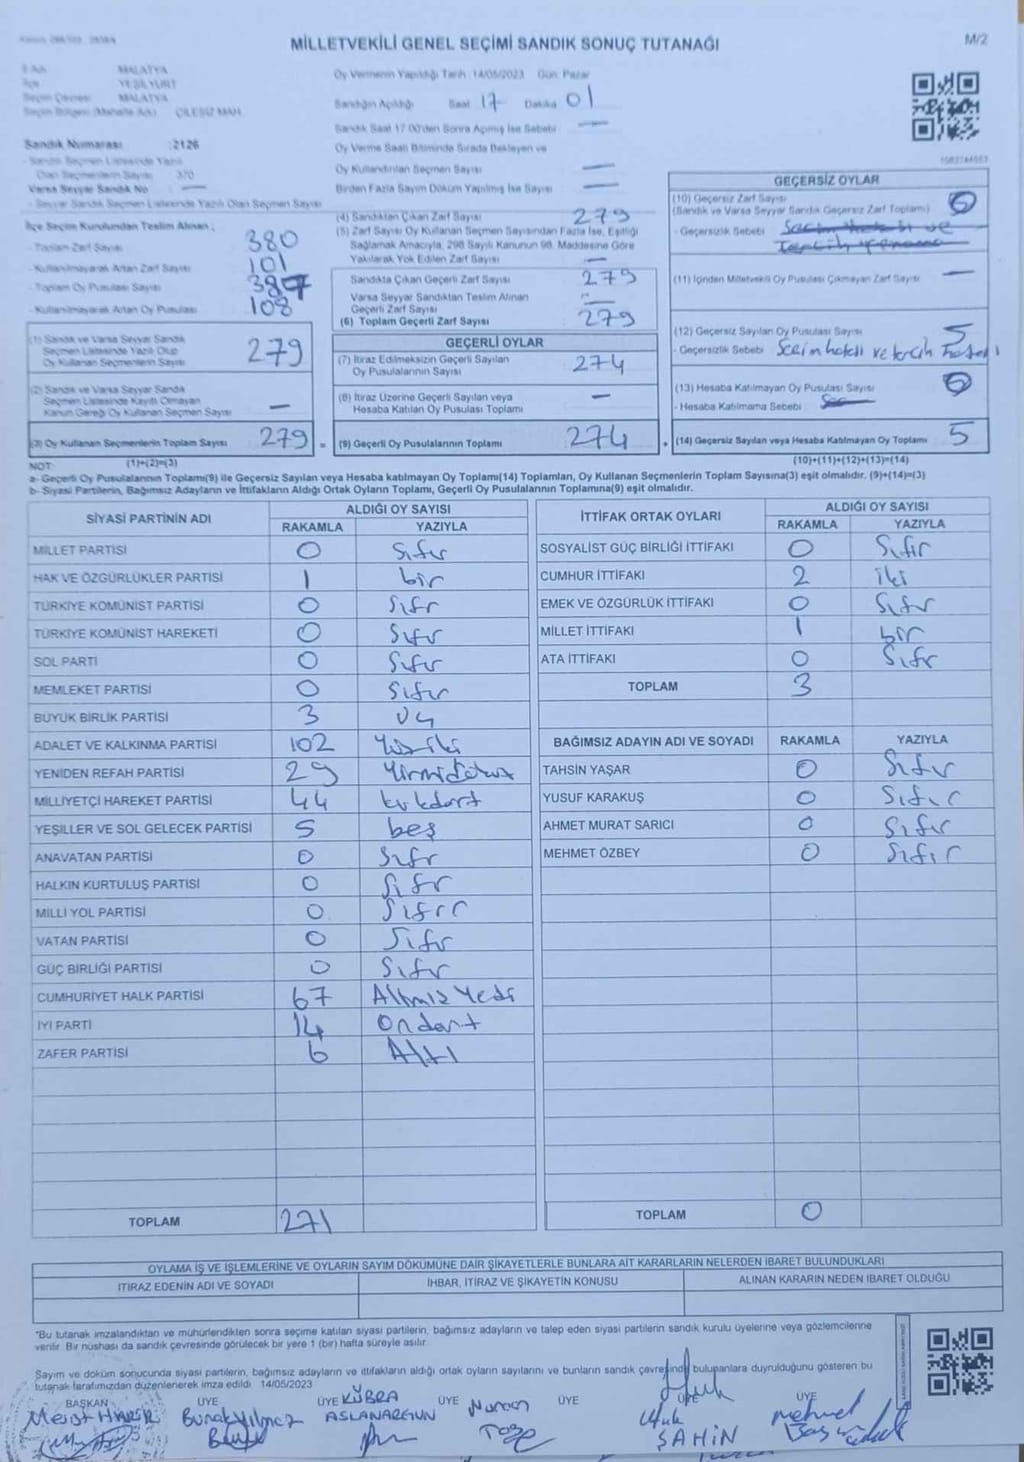 MİLLETVEKİLİ GENEL SEÇİMİ SANDIK SONUÇ TUTANAĞI
M/2
İl Adı : MALATYA
İlçe : YEŞİLYURT
Seçim Çevresi : MALATYA
Seçim Bölgesi (Mahalle Adı) : ÇİLESİZ MAH.
Sandık Numarası :2126
- Sandık Seçmen Listesinde Yazılı
Olan Seçmenlerin Sayısı : 370
Varsa Seyyar Sandık No —
- Seyyar Sandık Seçmen Listesinde Yazılı Olan Seçmen Sayısı
Oy Vermenin Yapıldığı Tarih :14/05/2023 Gün: Pazar
Sandığın Açıldığı Saat 17 Dakika 01
Sandık Saat 17.00'den Sonra Açılmış İse Sebebi —
Oy Verme Saati Bitiminde Sırada Bekleyen ve
Oy Kullandırılan Seçmen Sayısı —
Birden Fazla Sayım Döküm Yapılmış İse Sayısı —
İlçe Seçim Kurulundan Teslim Alınan ;
- Toplam Zarf Sayısı 380
- Kullanılmayarak Artan Zarf Sayısı 101
- Toplam Oy Pusulası Sayısı 387
- Kullanılmayarak Artan Oy Pusulası 108
(1) Sandık ve Varsa Seyyar Sandık
Seçmen Listesinde Yazılı Olup
Oy Kullanan Seçmenlerin Sayısı 279
(2) Sandık ve Varsa Seyyar Sandık
Seçmen Listesinde Kayıtlı Olmayan
Kanun Gereği Oy Kullanan Seçmen Sayısı —
(3) Oy Kullanan Seçmenlerin Toplam Sayısı 279
(1)+(2)=(3)
(4) Sandıktan Çıkan Zarf Sayısı 279
(5) Zarf Sayısı Oy Kullanan Seçmen Sayısından Fazla İse, Eşitliği
Sağlamak Amacıyla, 298 Sayılı Kanunun 98. Maddesine Göre
Yakılarak Yok Edilen Zarf Sayısı —
Sandıkta Çıkan Geçerli Zarf Sayısı 279
Varsa Seyyar Sandıktan Teslim Alınan
Geçerli Zarf Sayısı —
(6) Toplam Geçerli Zarf Sayısı 279
GEÇERLİ OYLAR
(7) İtiraz Edilmeksizin Geçerli Sayılan
Oy Pusulalarının Sayısı 274
(8) İtiraz Üzerine Geçerli Sayılan veya
Hesaba Katılan Oy Pusulası Toplamı —
= (9) Geçerli Oy Pusulalarının Toplamı 274
GEÇERSİZ OYLAR
(10) Geçersiz Zarf Sayısı 0
(Sandık ve Varsa Seyyar Sandık Geçersiz Zarf Toplamı)
- Geçersizlik Sebebi
(11) İçinden Milletvekili Oy Pusulası Çıkmayan Zarf Sayısı —
(12) Geçersiz Sayılan Oy Pusulası Sayısı 5
- Geçersizlik Sebebi Seçim hatası ve tercih hatası
(13) Hesaba Katılmayan Oy Pusulası Sayısı 0
- Hesaba Katılmama Sebebi
+ (14) Geçersiz Sayılan veya Hesaba Katılmayan Oy Toplamı 5
(10)+(11)+(12)+(13)=(14)
NOT:
a- Geçerli Oy Pusulalarının Toplamı(9) ile Geçersiz Sayılan veya Hesaba katılmayan Oy Toplamı(14) Toplamları, Oy Kullanan Seçmenlerin Toplam Sayısına(3) eşit olmalıdır. (9)+(14)=(3)
b- Siyasi Partilerin, Bağımsız Adayların ve İttifakların Aldığı Ortak Oyların Toplamı, Geçerli Oy Pusulalarının Toplamına(9) eşit olmalıdır.
SİYASİ PARTİNİN ADI ALDIĞI OY SAYISI
RAKAMLA YAZIYLA
MİLLET PARTİSİ 0 Sıfır
HAK VE ÖZGÜRLÜKLER PARTİSİ 1 bir
TÜRKİYE KOMÜNİST PARTİSİ 0 Sıfr
TÜRKİYE KOMÜNİST HAREKETİ 0 Sıfır
SOL PARTİ 0 Sıfır
MEMLEKET PARTİSİ 0 Sıfır
BÜYÜK BİRLİK PARTİSİ 3 Üç
ADALET VE KALKINMA PARTİSİ 102 Yüziki
YENİDEN REFAH PARTİSİ 29 Yirmidokuz
MİLLİYETÇİ HAREKET PARTİSİ 44 kırkdört
YEŞİLLER VE SOL GELECEK PARTİSİ 5 beş
ANAVATAN PARTİSİ 0 Sıfr
HALKIN KURTULUŞ PARTİSİ 0 Sıfr
MİLLİ YOL PARTİSİ 0 Sıfır
VATAN PARTİSİ 0 Sıfır
GÜÇ BİRLİĞİ PARTİSİ 0 Sıfır
CUMHURİYET HALK PARTİSİ 67 Altmış Yedi
İYİ PARTİ 14 Ondört
ZAFER PARTİSİ 6 Altı
TOPLAM 271
İTTİFAK ORTAK OYLARI ALDIĞI OY SAYISI
RAKAMLA YAZIYLA
SOSYALİST GÜÇ BİRLİĞİ İTTİFAKI 0 Sıfır
CUMHUR İTTİFAKI 2 iki
EMEK VE ÖZGÜRLÜK İTTİFAKI 0 Sıfır
MİLLET İTTİFAKI 1 bir
ATA İTTİFAKI 0 Sıfır
TOPLAM 3
BAĞIMSIZ ADAYIN ADI VE SOYADI RAKAMLA YAZIYLA
TAHSİN YAŞAR 0 Sıfır
YUSUF KARAKUŞ 0 Sıfır
AHMET MURAT SARICI 0 Sıfır
MEHMET ÖZBEY 0 Sıfır
TOPLAM 0
OYLAMA İŞ VE İŞLEMLERİNE VE OYLARIN SAYIM DÖKÜMÜNE DAİR ŞİKAYETLERLE BUNLARA AİT KARARLARIN NELERDEN İBARET BULUNDUKLARI
İTİRAZ EDENİN ADI VE SOYADI İHBAR, İTİRAZ VE ŞİKAYETİN KONUSU ALINAN KARARIN NEDEN İBARET OLDUĞU
*Bu tutanak imzalandıktan ve mühürlendikten sonra seçime katılan siyasi partilerin, bağımsız adayların ve talep eden siyasi partilerin sandık kurulu üyelerine veya gözlemcilerine
verilir. Bir nüshası da sandık çevresinde görülecek bir yere 1 (bir) hafta süreyle asılır.
Sayım ve döküm sonucunda siyasi partilerin, bağımsız adayların ve ittifakların aldığı ortak oyların sayılarını ve bunların sandık çevresinde bulunanlara duyrulduğunu gösteren bu
tutanak tarafımızdan düzenlenerek imza edildi. 14/05/2023
BAŞKAN ÜYE ÜYE ÜYE ÜYE ÜYE ÜYE
Burak Yılmaz
KÜBRA
ASLANARGUN
Ufuk
ŞAHİN
Mehmet